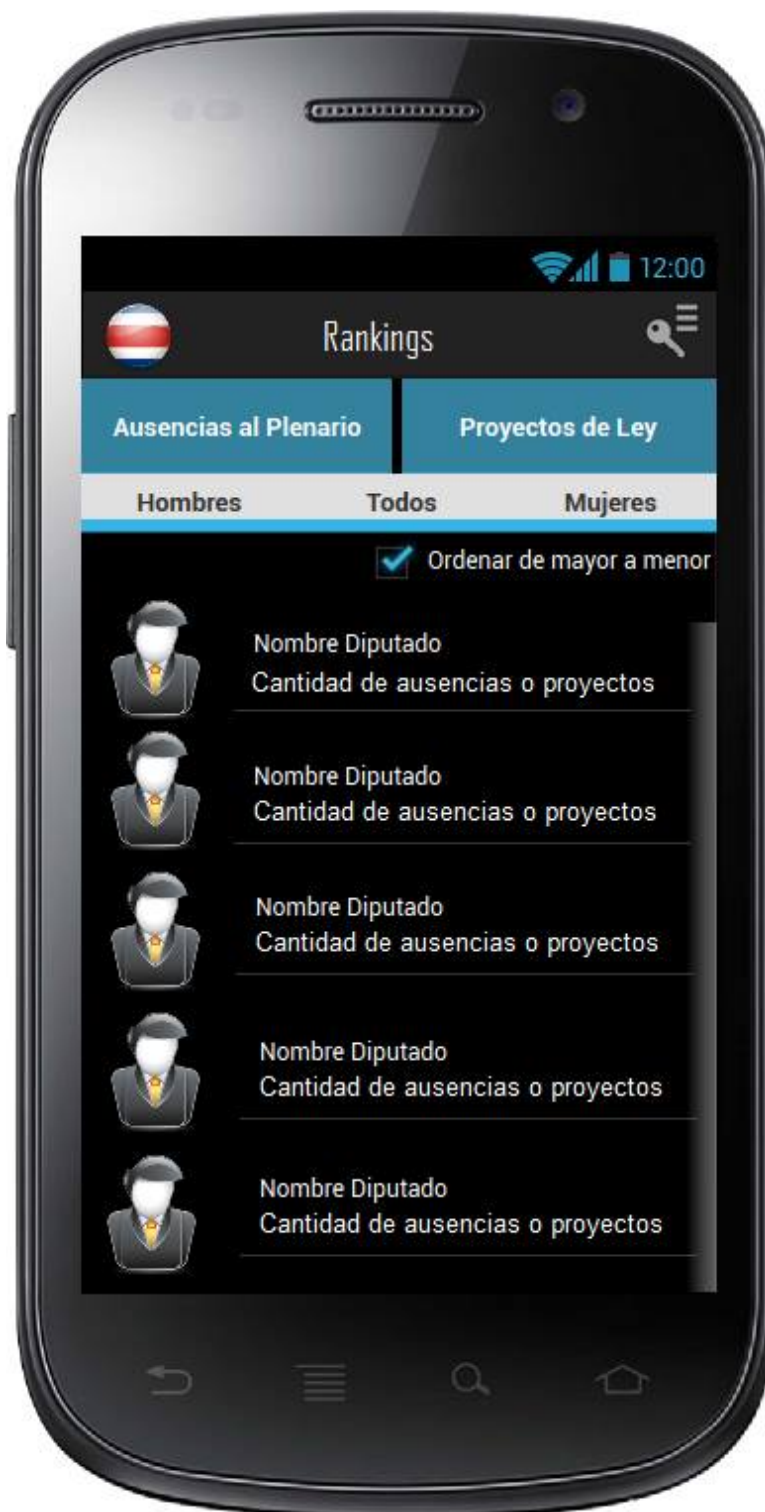 12:00
Rankings
Ausencias al Plenario Proyectos de Ley
Hombres Todos Mujeres
Ordenar de mayor a menor
Nombre Diputado
Cantidad de ausencias o proyectos
Nombre Diputado
Cantidad de ausencias o proyectos
Nombre Diputado
Cantidad de ausencias o proyectos
Nombre Diputado
Cantidad de ausencias o proyectos
Nombre Diputado
Cantidad de ausencias o proyectos